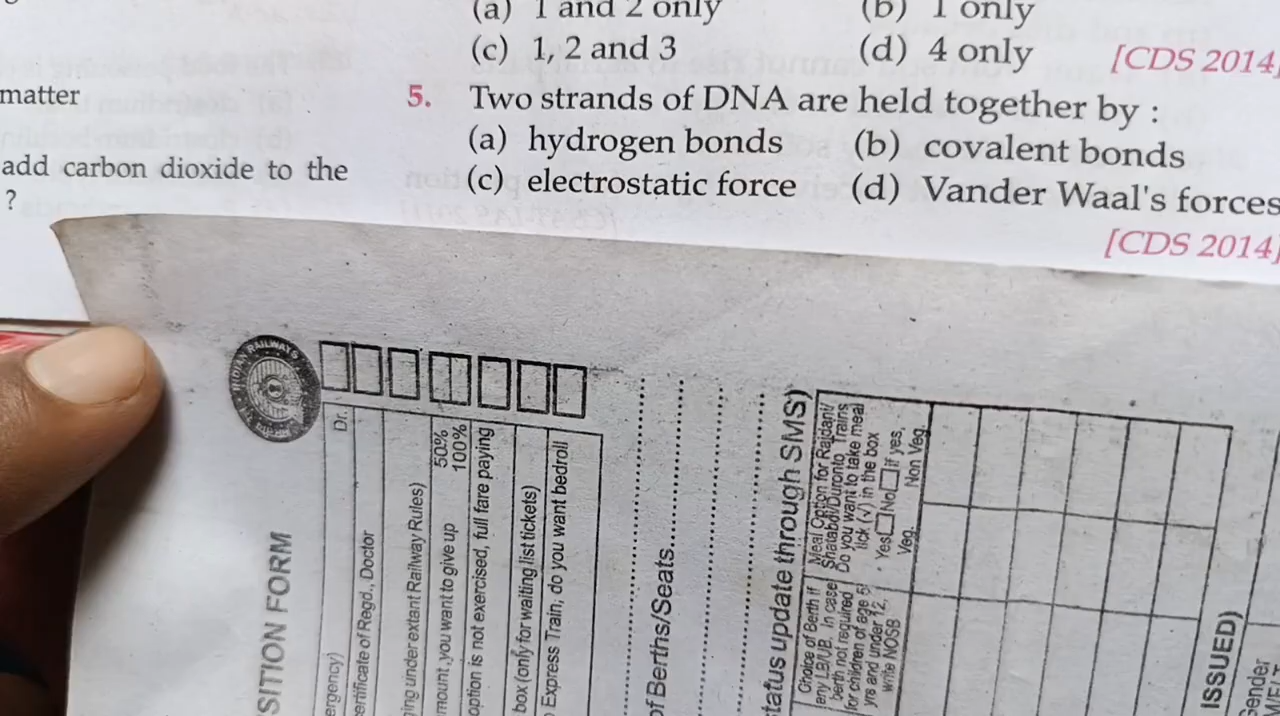 (a) 1 and 2 only (b) 1 only
(c) 1, 2 and 3 (d) 4 only [CDS 2014]
matter
add carbon dioxide to the
?
5. Two strands of DNA are held together by :
(a) hydrogen bonds (b) covalent bonds
(c) electrostatic force (d) Vander Waal's forces
[CDS 2014]
INDIAN RAILWAYS
SITION FORM
Dr.
ergency)
ertificate of Regd., Doctor
ing under extent Railway Rules)
mount, you want to give up 50%
100%
option is not exercised, full fare paying
box (only for waiting list tickets)
Express Train, do you want bedroll
of Berths/Seats
tatus update through SMS)
Choice of Berth if
any LB/UB. In case
berth not required
for children of age 5
yrs and under 12
write NOSB
Meal Option for Rajdani/
Shatabdi/Duronto Trains
Do you want to take meal
tick (√) in the box
Yes No if yes,
Veg. Non Veg.
ISSUED)
Gender